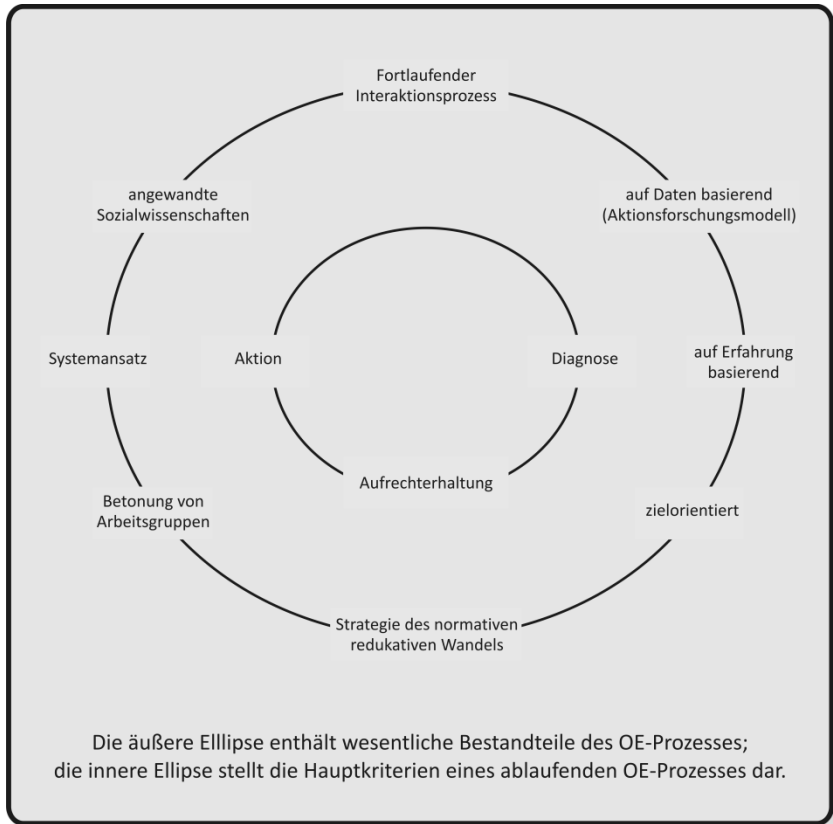 Fortlaufender
Interaktionsprozess
angewandte
Sozialwissenschaften
auf Daten basierend
(Aktionsforschungsmodell)
Systemansatz
Aktion
Diagnose
auf Erfahrung
basierend
Aufrechterhaltung
Betonung von
Arbeitsgruppen
zielorientiert
Strategie des normativen
redukativen Wandels
Die äußere Elllipse enthält wesentliche Bestandteile des OE-Prozesses;
die innere Ellipse stellt die Hauptkriterien eines ablaufenden OE-Prozesses dar.